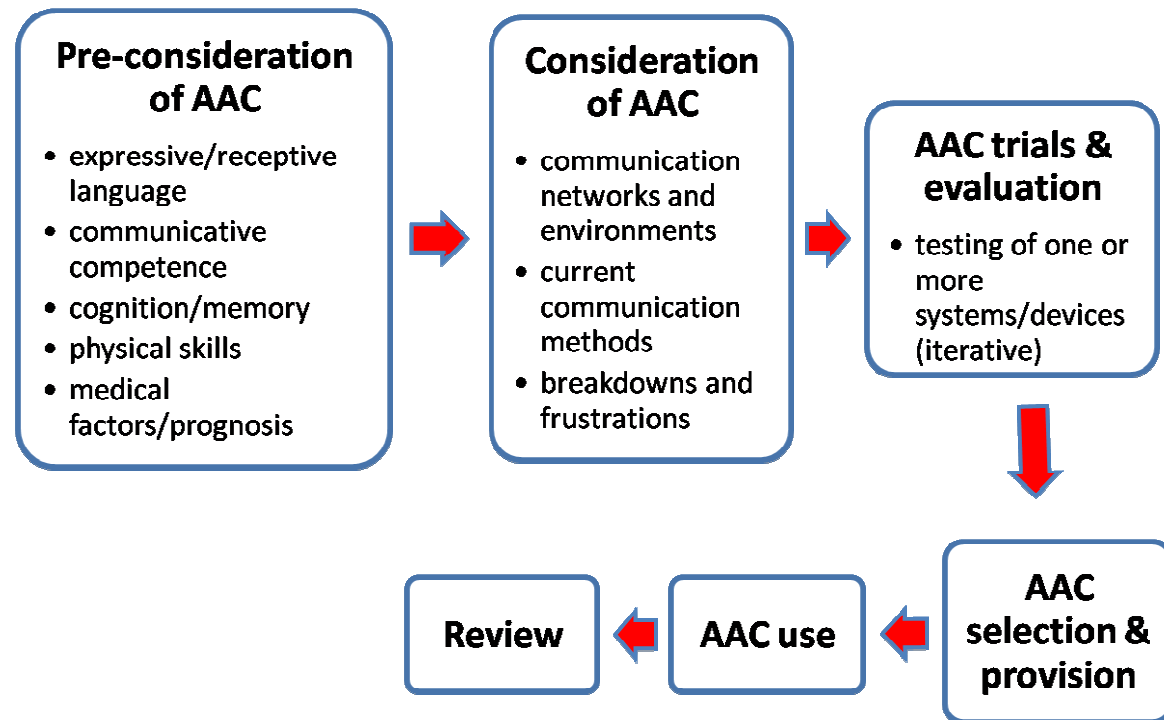 Pre-consideration
of AAC
• expressive/receptive
language
• communicative
competence
• cognition/memory
• physical skills
• medical
factors/prognosis
Consideration
of AAC
• communication
networks and
environments
• current
communication
methods
• breakdowns and
frustrations
AAC trials &
evaluation
• testing of one or
more
systems/devices
(iterative)
AAC
selection &
provision
AAC use
Review